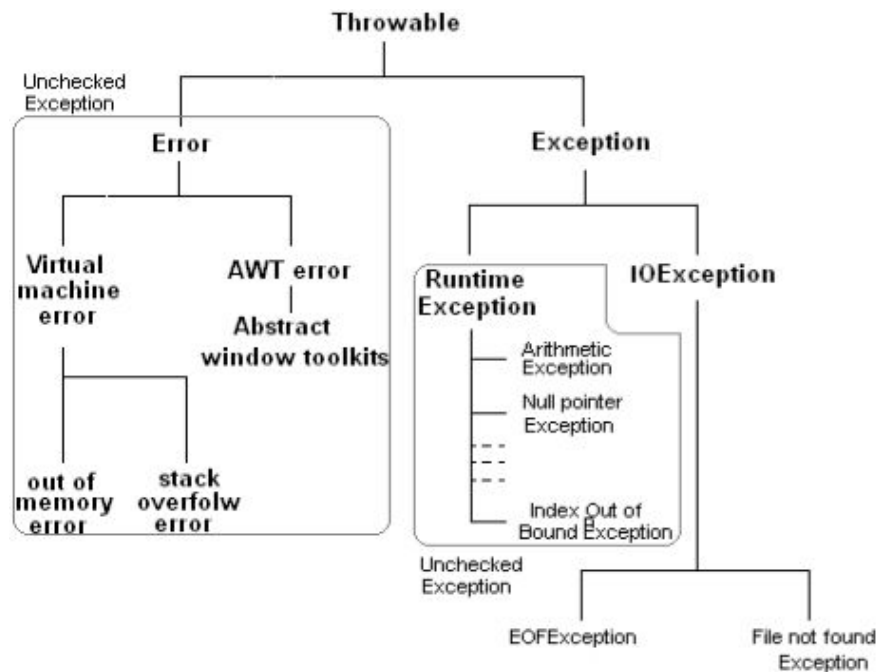 Throwable
Unchecked
Exception
Error
Exception
Virtual
machine
error
AWT error
Abstract
window toolkits
Runtime
Exception
IOException
Arithmetic
Exception
Null pointer
Exception
out of
memory
error
stack
overfolw
error
Index Out of
Bound Exception
Unchecked
Exception
EOFException
File not found
Exception